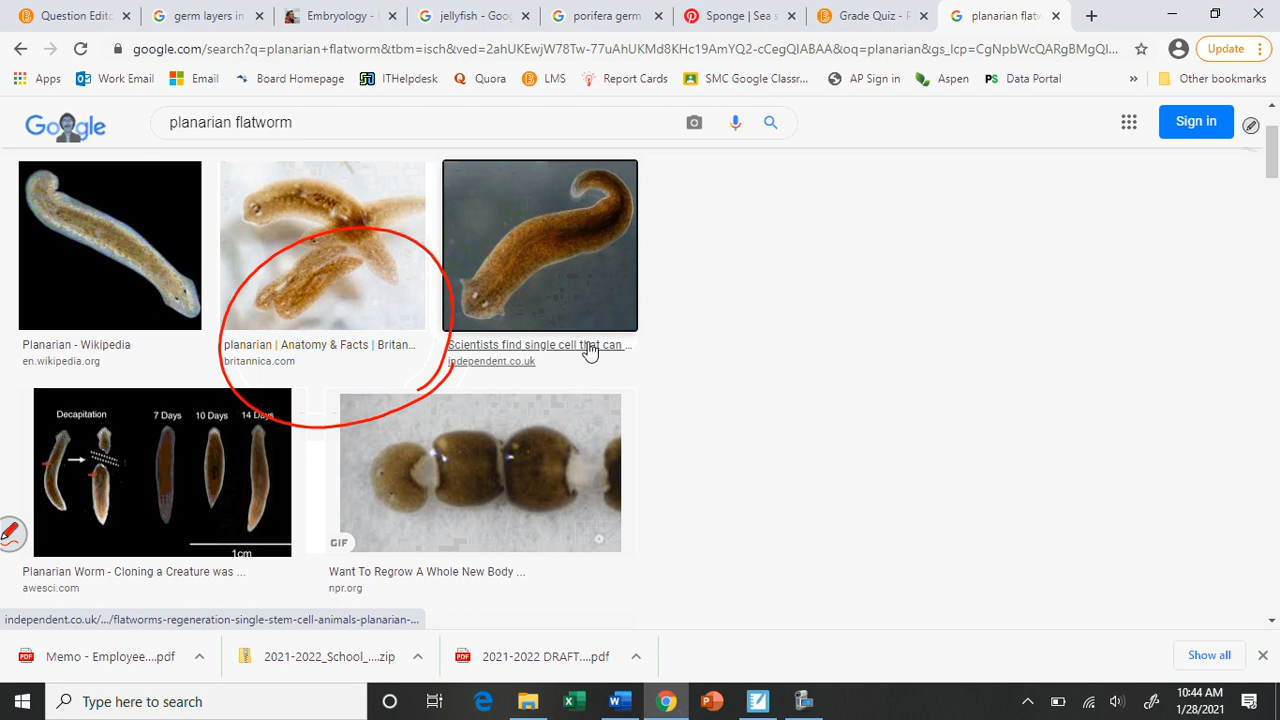 Question Edit:
germ layers in
Embryology -
jellyfish - Goo
porifera germ
Sponge | Sea s
Grade Quiz - P
planarian flatw
google.com/search?q=planarian+flatworm&tbm=isch&ved=2ahUKEwjW78Tw-77uAhUKMd8KHc19AmYQ2-cCegQIABAA&oq=planarian&gs_lcp=CgNpbWcQARgBMgQI...
Update
Apps
Work Email
Email
Board Homepage
ITHelpdesk
Quora
LMS
Report Cards
SMC Google Classr...
AP Sign in
Aspen
PS Data Portal
»
Other bookmarks
Google
planarian flatworm
Sign in
Planarian - Wikipedia
en.wikipedia.org
planarian | Anatomy & Facts | Britan...
britannica.com
Scientists find single cell that can ...
independent.co.uk
Decapitation
7 Days
10 Days
14 Days
1cm
GIF
Planarian Worm - Cloning a Creature was ...
awesci.com
Want To Regrow A Whole New Body ...
npr.org
independent.co.uk/.../flatworms-regeneration-single-stem-cell-animals-planarian-...
Memo - Employee....pdf
2021-2022_School_....zip
2021-2022 DRAFT....pdf
Show all
Type here to search
10:44 AM
1/28/2021